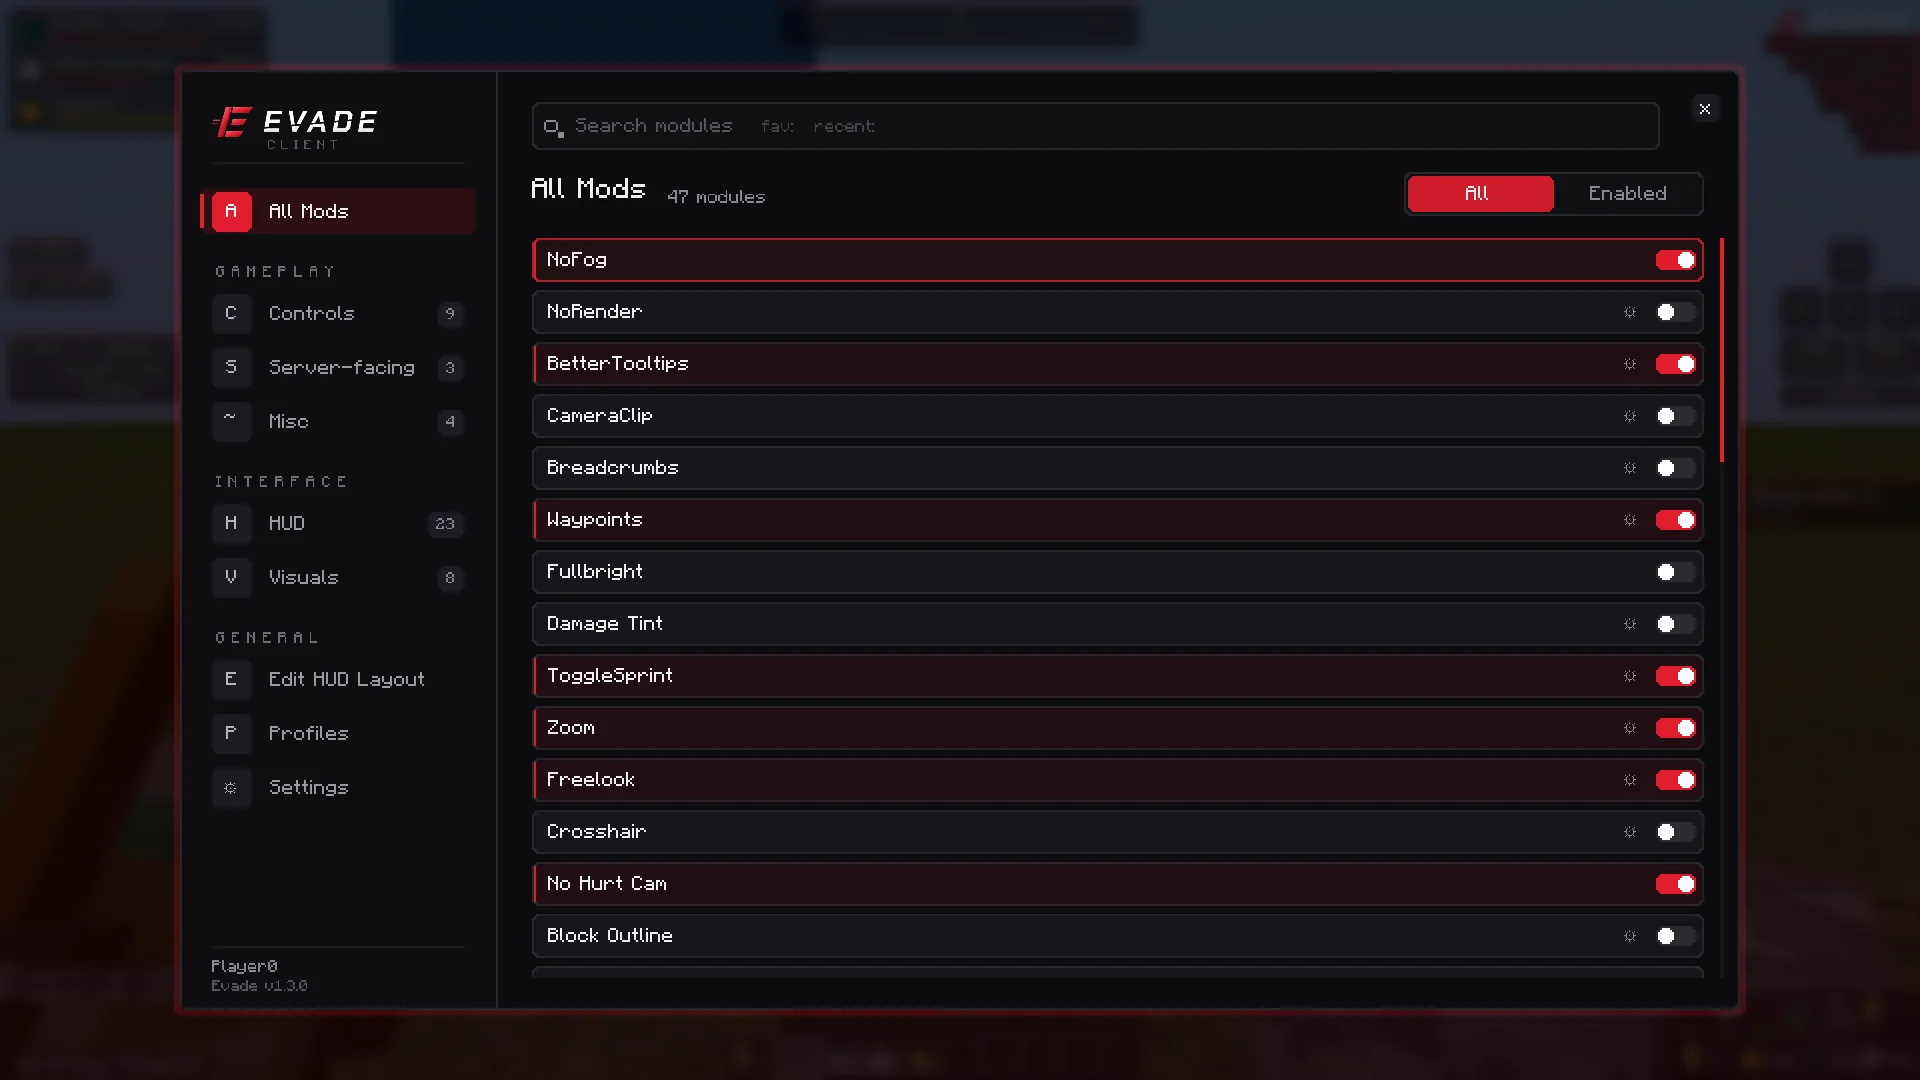 EVADE
CLIENT
A All Mods
GAMEPLAY
C Controls 9
S Server-facing 3
~ Misc 4
INTERFACE
H HUD 23
V Visuals 8
GENERAL
E Edit HUD Layout
P Profiles
Settings
Player0
Evade v1.3.0
Search modules fav: recent:
x
All Mods 47 modules
All Enabled
NoFog
NoRender
BetterTooltips
CameraClip
Breadcrumbs
Waypoints
Fullbright
Damage Tint
ToggleSprint
Zoom
Freelook
Crosshair
No Hurt Cam
Block Outline